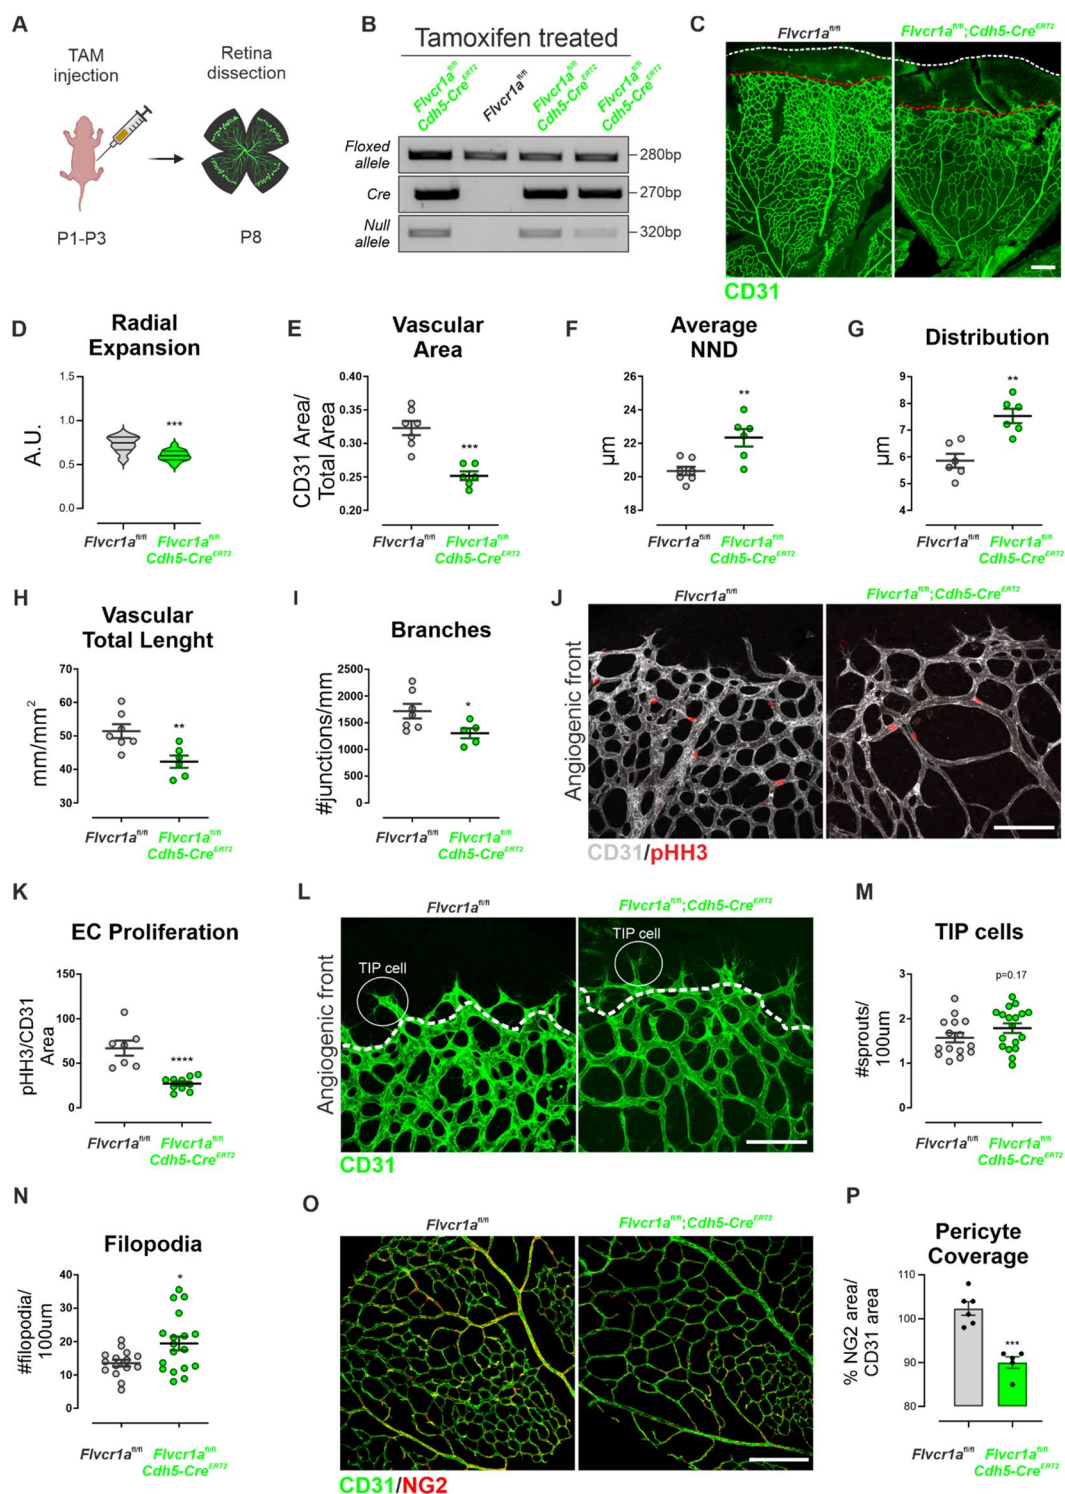 A
TAM
injection
Retina
dissection
P1-P3
P8
B
Tamoxifen treated
Flvcr1a^fl/fl
Cdh5-Cre^ERT2
Flvcr1a^fl/fl
Flvcr1a^fl/fl
Cdh5-Cre^ERT2
Flvcr1a^fl/fl
Cdh5-Cre^ERT2
Floxed
allele
280bp
Cre
270bp
Null
allele
320bp
C
Flvcr1a^fl/fl
Flvcr1a^fl/fl;Cdh5-Cre^ERT2
CD31
D
Radial
Expansion
A.U.
1.5
1.0
0.5
0.0
***
Flvcr1a^fl/fl
Flvcr1a^fl/fl
Cdh5-Cre^ERT2
E
Vascular
Area
CD31 Area/
Total Area
0.40
0.35
0.30
0.25
0.20
***
Flvcr1a^fl/fl
Flvcr1a^fl/fl
Cdh5-Cre^ERT2
F
Average
NND
µm
26
24
22
20
18
**
Flvcr1a^fl/fl
Flvcr1a^fl/fl
Cdh5-Cre^ERT2
G
Distribution
µm
9
8
7
6
5
4
**
Flvcr1a^fl/fl
Flvcr1a^fl/fl
Cdh5-Cre^ERT2
H
Vascular
Total Lenght
mm/mm²
70
60
50
40
30
**
Flvcr1a^fl/fl
Flvcr1a^fl/fl
Cdh5-Cre^ERT2
I
Branches
#junctions/mm
2500
2000
1500
1000
500
0
*
Flvcr1a^fl/fl
Flvcr1a^fl/fl
Cdh5-Cre^ERT2
J
Flvcr1a^fl/fl
Flvcr1a^fl/fl;Cdh5-Cre^ERT2
Angiogenic front
CD31/pHH3
K
EC Proliferation
pHH3/CD31
Area
150
100
50
0
****
Flvcr1a^fl/fl
Flvcr1a^fl/fl
Cdh5-Cre^ERT2
L
Flvcr1a^fl/fl
Flvcr1a^fl/fl;Cdh5-Cre^ERT2
Angiogenic front
TIP cell
TIP cell
CD31
M
TIP cells
#sprouts/
100um
3
2
1
0
p=0.17
Flvcr1a^fl/fl
Flvcr1a^fl/fl
Cdh5-Cre^ERT2
N
Filopodia
#filopodia/
100um
40
30
20
10
0
*
Flvcr1a^fl/fl
Flvcr1a^fl/fl
Cdh5-Cre^ERT2
O
Flvcr1a^fl/fl
Flvcr1a^fl/fl;Cdh5-Cre^ERT2
CD31/NG2
P
Pericyte
Coverage
% NG2 area/
CD31 area
110
100
90
80
***
Flvcr1a^fl/fl
Flvcr1a^fl/fl
Cdh5-Cre^ERT2